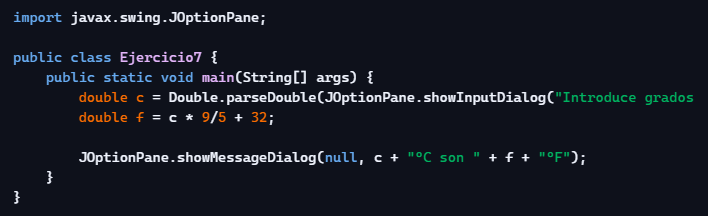 import javax.swing.JOptionPane;
public class Ejercicio7 {
public static void main(String[] args) {
double c = Double.parseDouble(JOptionPane.showInputDialog("Introduce grados
double f = c * 9/5 + 32;
JOptionPane.showMessageDialog(null, c + "°C son " + f + "°F");
}
}